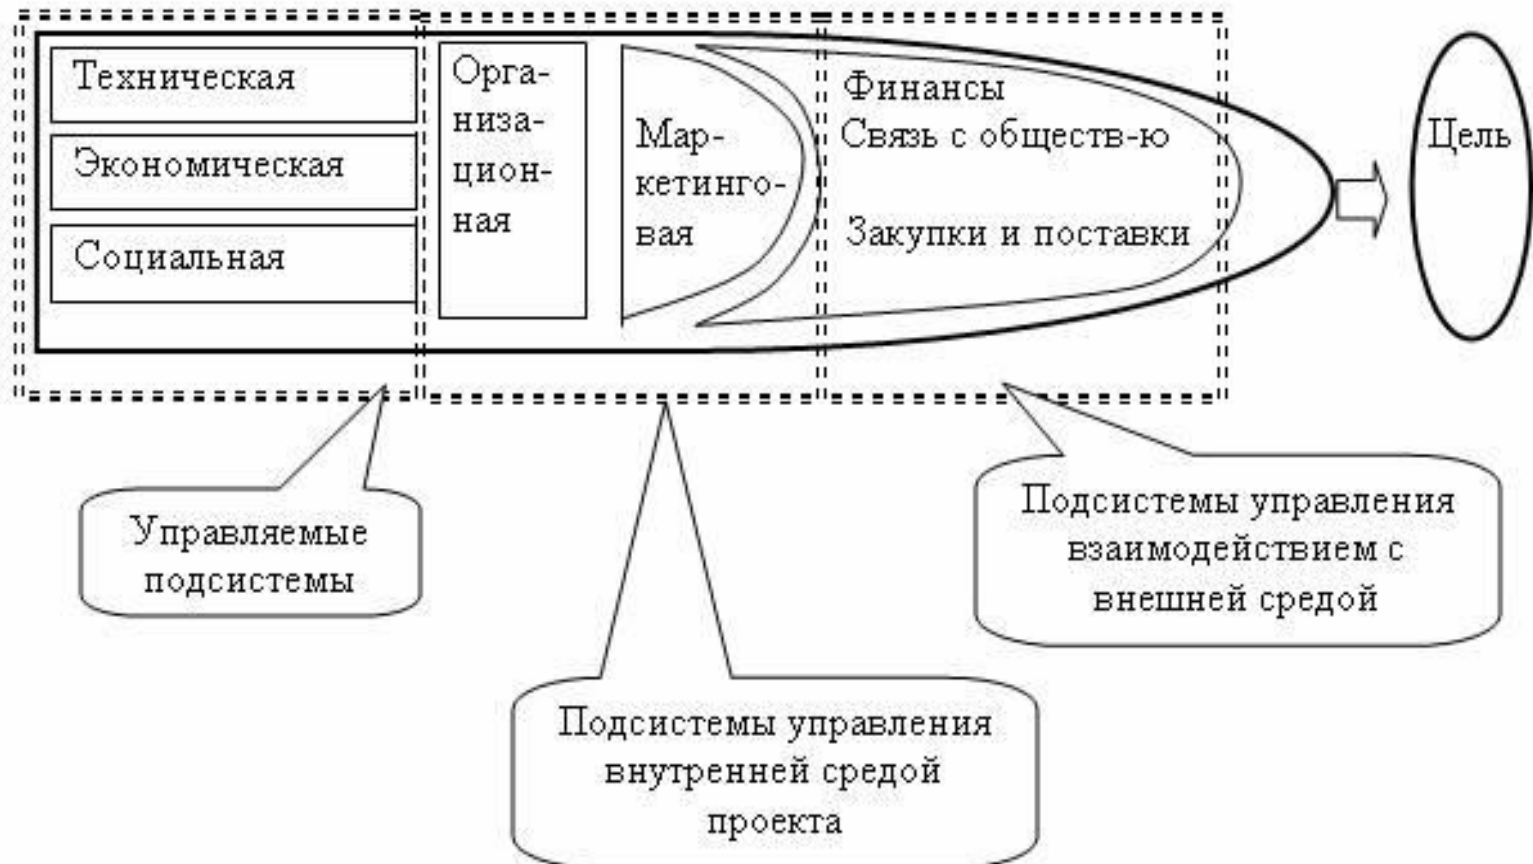 Техническая
Экономическая
Социальная
Орга-
низа-
цион-
ная
Мар-
кетинго-
вая
Финансы
Связь с обществ-ю
Закупки и поставки
Цель
Управляемые
подсистемы
Подсистемы управления
внутренней средой
проекта
Подсистемы управления
взаимодействием с
внешней средой